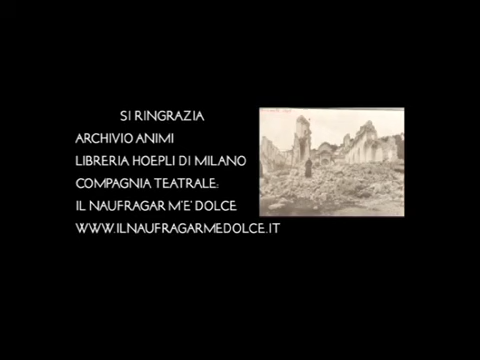 SI RINGRAZIA
ARCHIVIO ANIMI
LIBRERIA HOEPLI DI MILANO
COMPAGNIA TEATRALE:
IL NAUFRAGAR M'E' DOLCE
WWW.ILNAUFRAGARMEDOLCE.IT